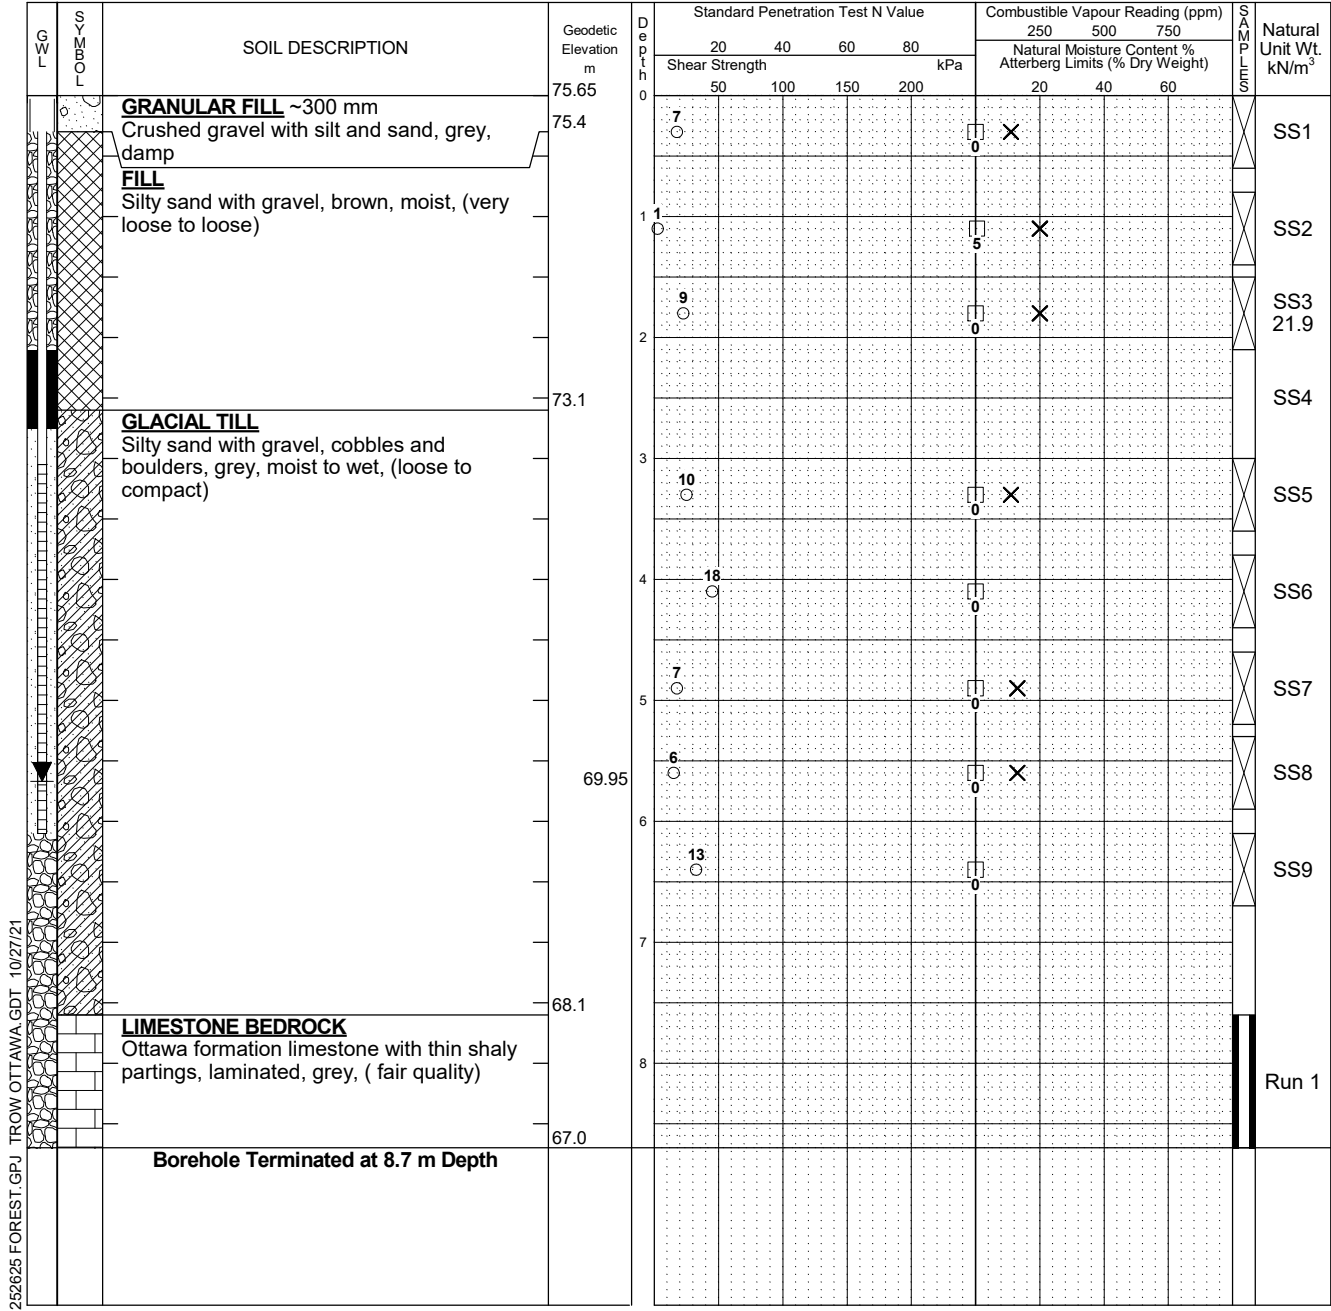 GWL
SYMBOL
SOIL DESCRIPTION
Geodetic
Elevation
m
Depth
Standard Penetration Test N Value
20 40 60 80
Shear Strength kPa
50 100 150 200
Combustible Vapour Reading (ppm)
250 500 750
Natural Moisture Content %
Atterberg Limits (% Dry Weight)
20 40 60
SAMPLES
Natural
Unit Wt.
kN/m³
75.65
0
GRANULAR FILL ~300 mm
75.4
Crushed gravel with silt and sand, grey,
damp
7
0
SS1
FILL
Silty sand with gravel, brown, moist, (very
loose to loose)
1
1
5
SS2
9
0
SS3
21.9
2
73.1
SS4
GLACIAL TILL
Silty sand with gravel, cobbles and
boulders, grey, moist to wet, (loose to
compact)
3
10
0
SS5
4
18
0
SS6
7
0
SS7
5
6
0
SS8
69.95
6
13
0
SS9
7
68.1
LIMESTONE BEDROCK
Ottawa formation limestone with thin shaly
partings, laminated, grey, ( fair quality)
8
Run 1
67.0
Borehole Terminated at 8.7 m Depth
252625 FOREST.GPJ TROW OTTAWA.GDT 10/27/21